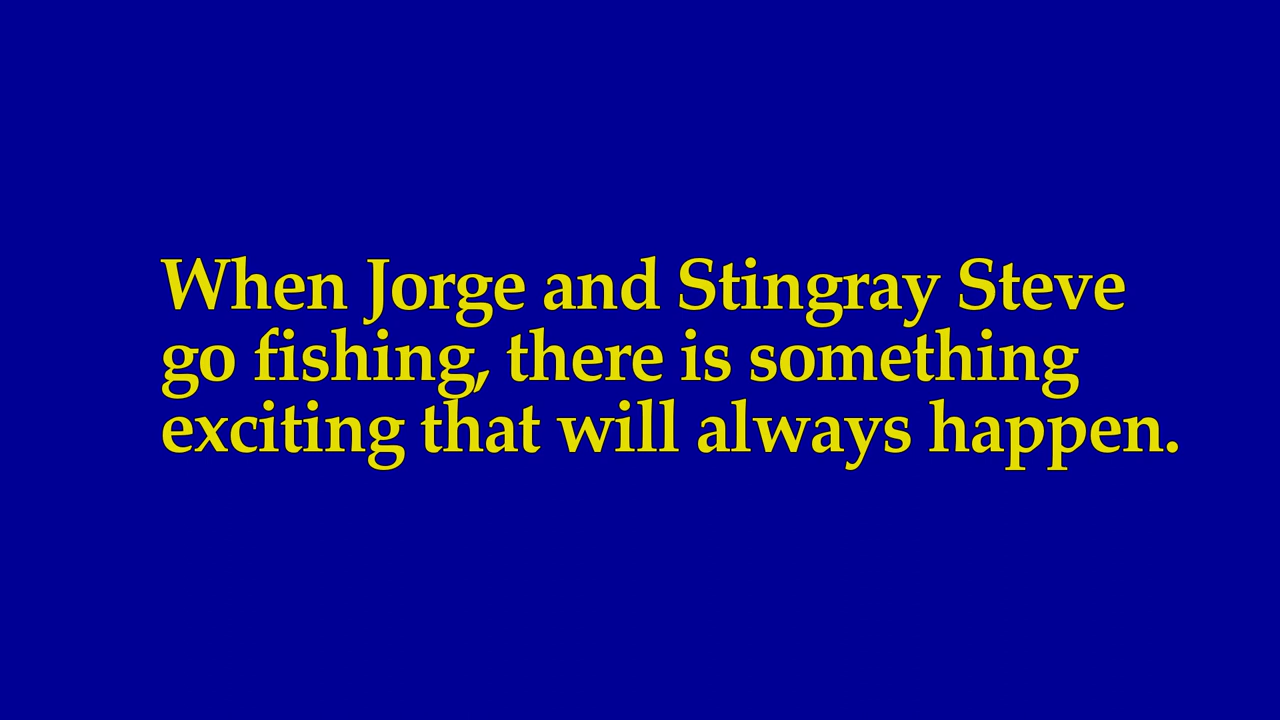 When Jorge and Stingray Steve
go fishing, there is something
exciting that will always happen.